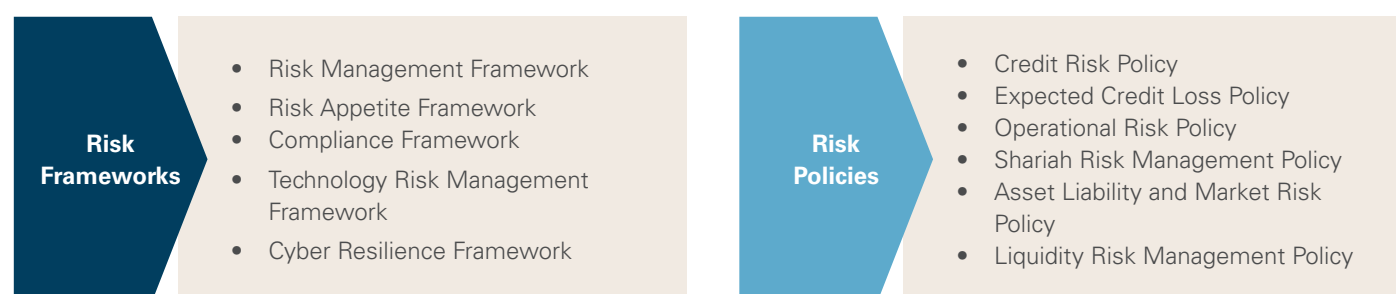 Risk
Frameworks
• Risk Management Framework
• Risk Appetite Framework
• Compliance Framework
• Technology Risk Management
Framework
• Cyber Resilience Framework
Risk
Policies
• Credit Risk Policy
• Expected Credit Loss Policy
• Operational Risk Policy
• Shariah Risk Management Policy
• Asset Liability and Market Risk
Policy
• Liquidity Risk Management Policy